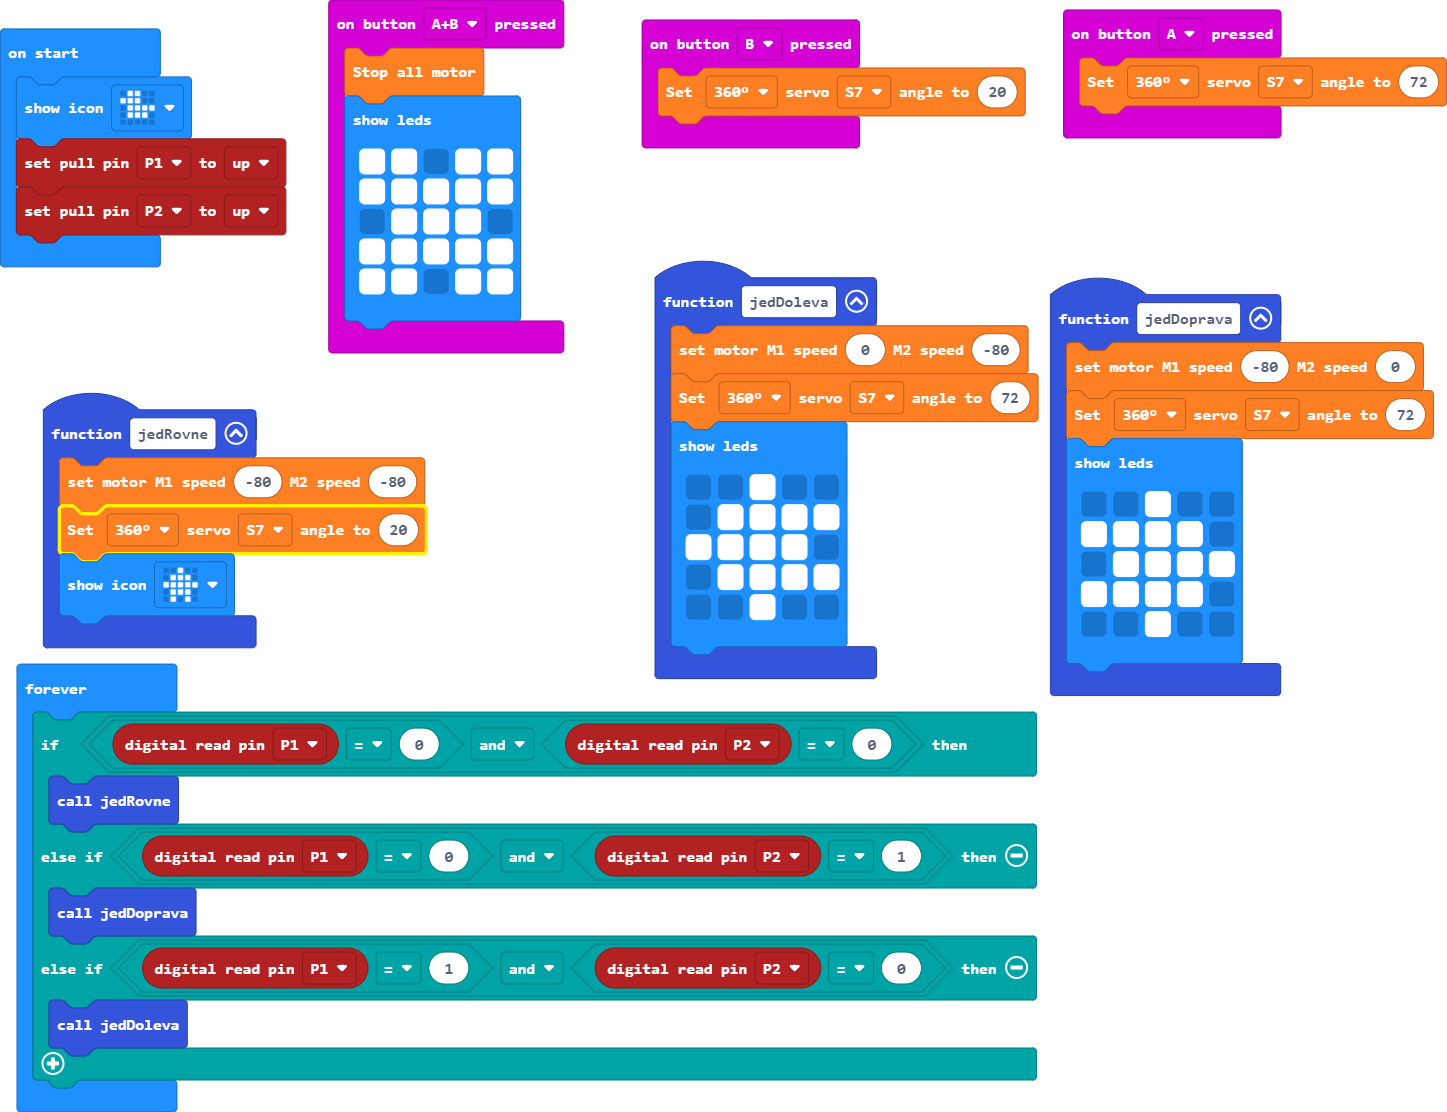 on start
show icon
set pull pin P1 to up
set pull pin P2 to up
on button A+B pressed
Stop all motor
show leds
on button B pressed
Set 360º servo S7 angle to 20
on button A pressed
Set 360º servo S7 angle to 72
function jedRovne
set motor M1 speed -80 M2 speed -80
Set 360º servo S7 angle to 20
show icon
function jedDoleva
set motor M1 speed 0 M2 speed -80
Set 360º servo S7 angle to 72
show leds
function jedDoprava
set motor M1 speed -80 M2 speed 0
Set 360º servo S7 angle to 72
show leds
forever
if digital read pin P1 = 0 and digital read pin P2 = 0 then
call jedRovne
else if digital read pin P1 = 0 and digital read pin P2 = 1 then
call jedDoprava
else if digital read pin P1 = 1 and digital read pin P2 = 0 then
call jedDoleva